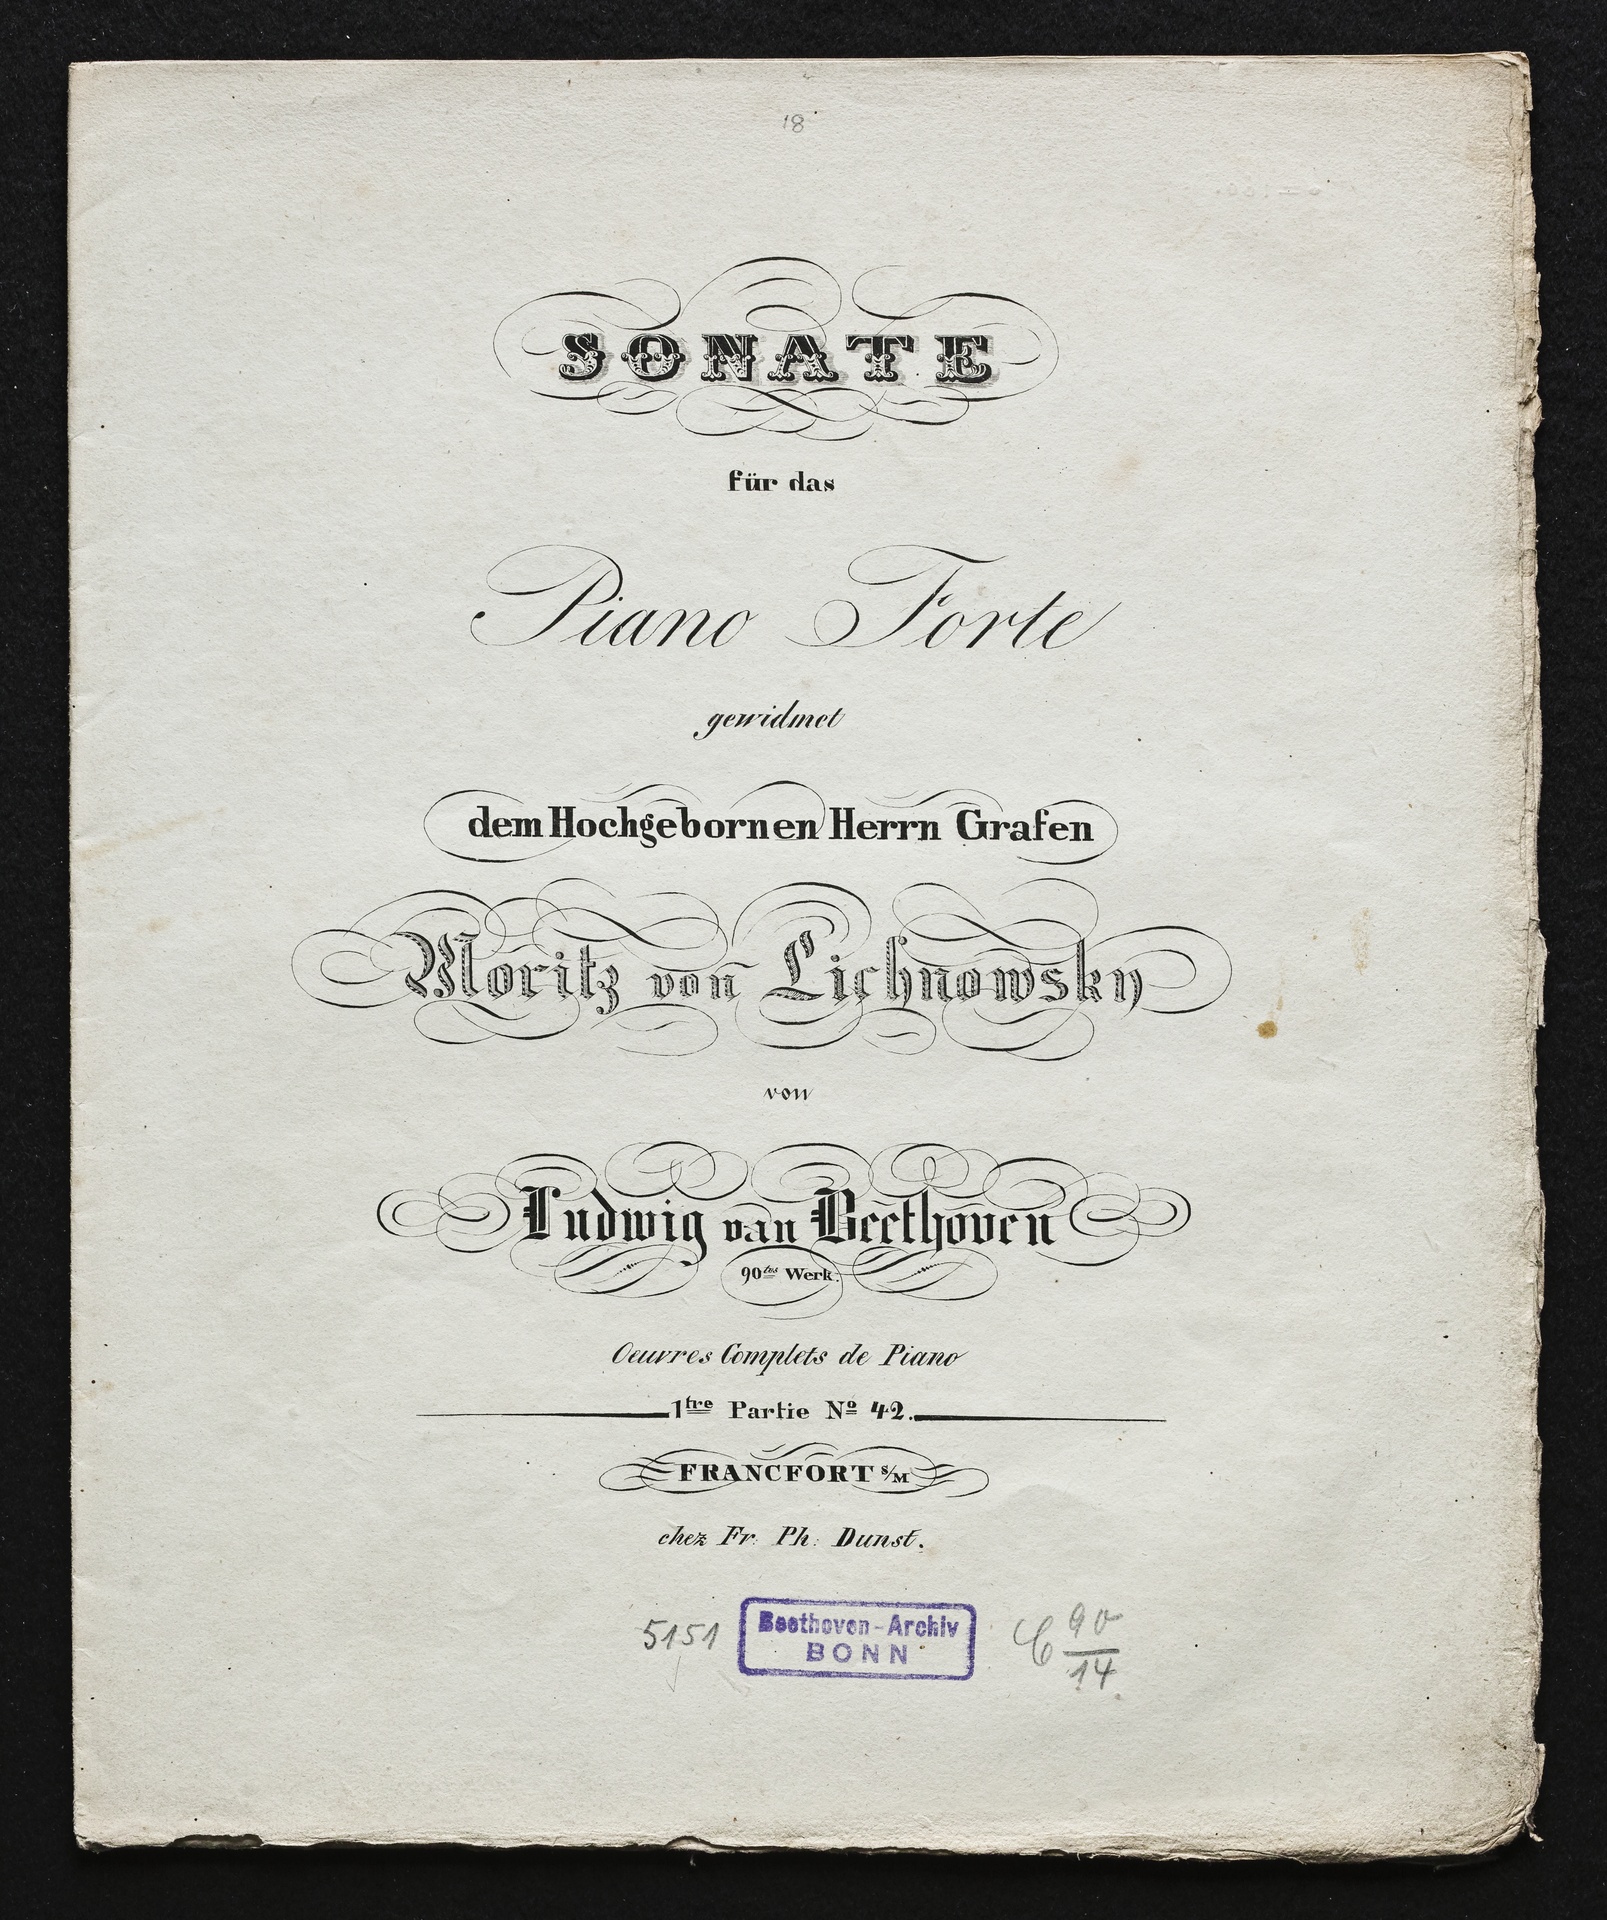 18
SONATE
für das
Piano Forte
gewidmet
dem Hochgebornen Herrn Grafen
Moritz von Lichnowsky
von
Ludwig van Beethoven
90tes Werk.
Oeuvres Complets de Piano
1tre Partie Nº 42.
FRANCFORT s/M
chez Fr: Ph: Dunst.
5151
Beethoven-Archiv
BONN
C 90/14